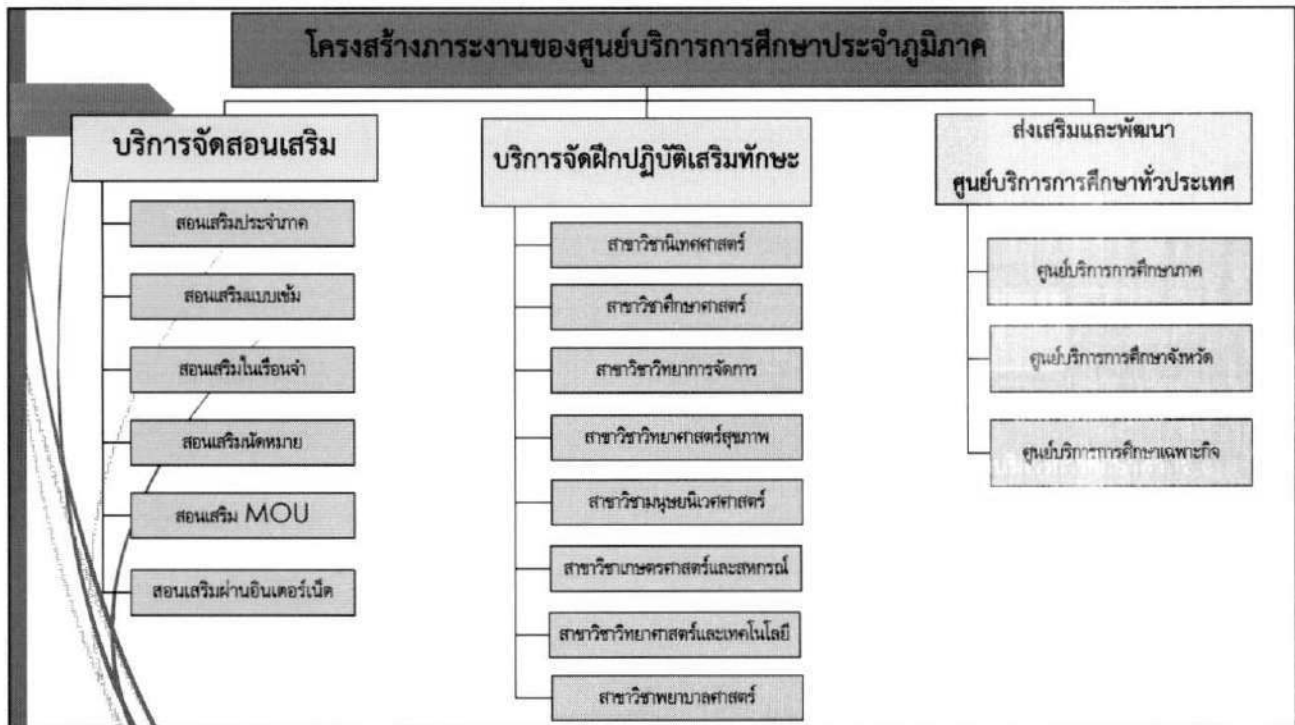 โครงสร้างภาระงานของศูนย์บริการการศึกษาประจำภูมิภาค
บริการจัดสอนเสริม
สอนเสริมประจำภาค
สอนเสริมแบบเข้ม
สอนเสริมในเรือนจำ
สอนเสริมนัดหมาย
สอนเสริม MOU
สอนเสริมผ่านอินเตอร์เน็ต
บริการจัดฝึกปฏิบัติเสริมทักษะ
สาขาวิชานิเทศศาสตร์
สาขาวิชาศึกษาศาสตร์
สาขาวิชาวิทยาการจัดการ
สาขาวิชาวิทยาศาสตร์สุขภาพ
สาขาวิชามนุษยนิเวศศาสตร์
สาขาวิชาเกษตรศาสตร์และสหกรณ์
สาขาวิชาวิทยาศาสตร์และเทคโนโลยี
สาขาวิชาพยาบาลศาสตร์
ส่งเสริมและพัฒนา
ศูนย์บริการการศึกษาทั่วประเทศ
ศูนย์บริการการศึกษาภาค
ศูนย์บริการการศึกษาจังหวัด
ศูนย์บริการการศึกษาเฉพาะกิจ